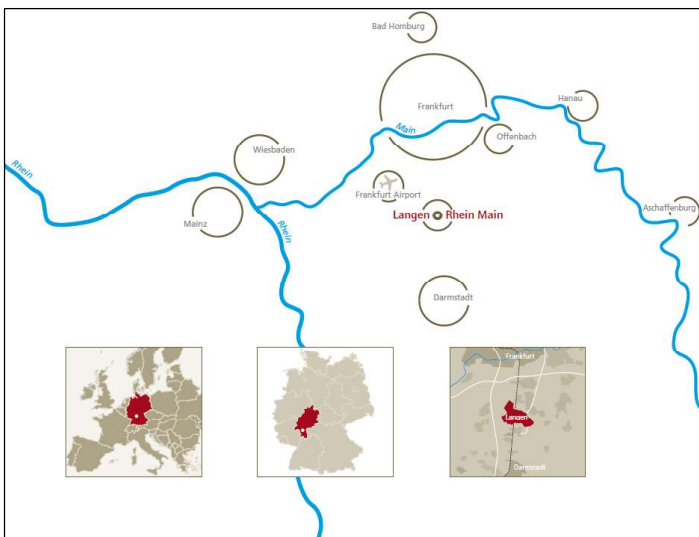 Bad Homburg
Frankfurt
Hanau
Main
Offenbach
Wiesbaden
Rhein
Frankfurt Airport
Aschaffenburg
Langen Rhein Main
Mainz
Rhein
Darmstadt
Frankfurt
Langen
Darmstadt